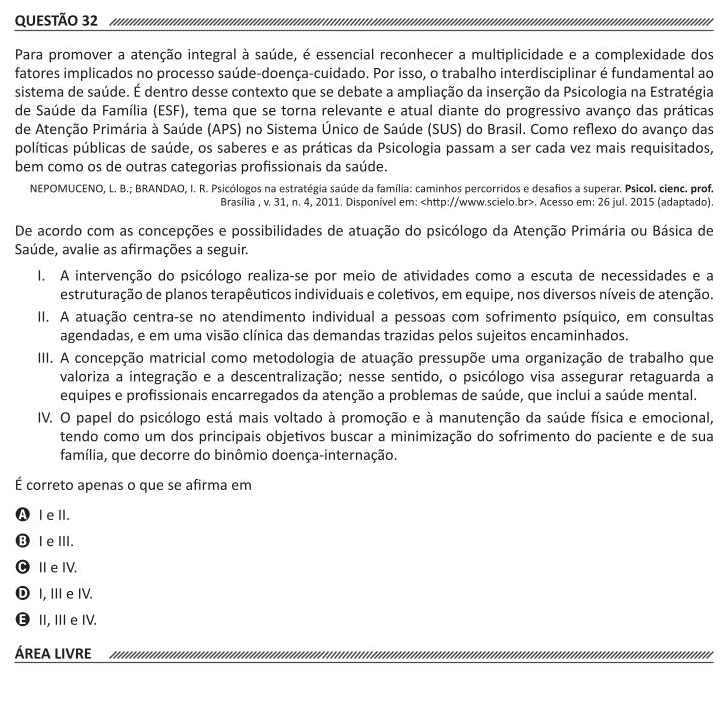 QUESTÃO 32
Para promover a atenção integral à saúde, é essencial reconhecer a multiplicidade e a complexidade dos
fatores implicados no processo saúde-doença-cuidado. Por isso, o trabalho interdisciplinar é fundamental ao
sistema de saúde. É dentro desse contexto que se debate a ampliação da inserção da Psicologia na Estratégia
de Saúde da Família (ESF), tema que se torna relevante e atual diante do progressivo avanço das práticas
de Atenção Primária à Saúde (APS) no Sistema Único de Saúde (SUS) do Brasil. Como reflexo do avanço das
políticas públicas de saúde, os saberes e as práticas da Psicologia passam a ser cada vez mais requisitados,
bem como os de outras categorias profissionais da saúde.
NEPOMUCENO, L. B.; BRANDAO, I. R. Psicólogos na estratégia saúde da família: caminhos percorridos e desafios a superar. Psicol. cienc. prof.
Brasília , v. 31, n. 4, 2011. Disponível em: <http://www.scielo.br>. Acesso em: 26 jul. 2015 (adaptado).
De acordo com as concepções e possibilidades de atuação do psicólogo da Atenção Primária ou Básica de
Saúde, avalie as afirmações a seguir.
I. A intervenção do psicólogo realiza-se por meio de atividades como a escuta de necessidades e a
estruturação de planos terapêuticos individuais e coletivos, em equipe, nos diversos níveis de atenção.
II. A atuação centra-se no atendimento individual a pessoas com sofrimento psíquico, em consultas
agendadas, e em uma visão clínica das demandas trazidas pelos sujeitos encaminhados.
III. A concepção matricial como metodologia de atuação pressupõe uma organização de trabalho que
valoriza a integração e a descentralização; nesse sentido, o psicólogo visa assegurar retaguarda a
equipes e profissionais encarregados da atenção a problemas de saúde, que inclui a saúde mental.
IV. O papel do psicólogo está mais voltado à promoção e à manutenção da saúde física e emocional,
tendo como um dos principais objetivos buscar a minimização do sofrimento do paciente e de sua
família, que decorre do binômio doença-internação.
É correto apenas o que se afirma em
A I e II.
B I e III.
C II e IV.
D I, III e IV.
E II, III e IV.
ÁREA LIVRE